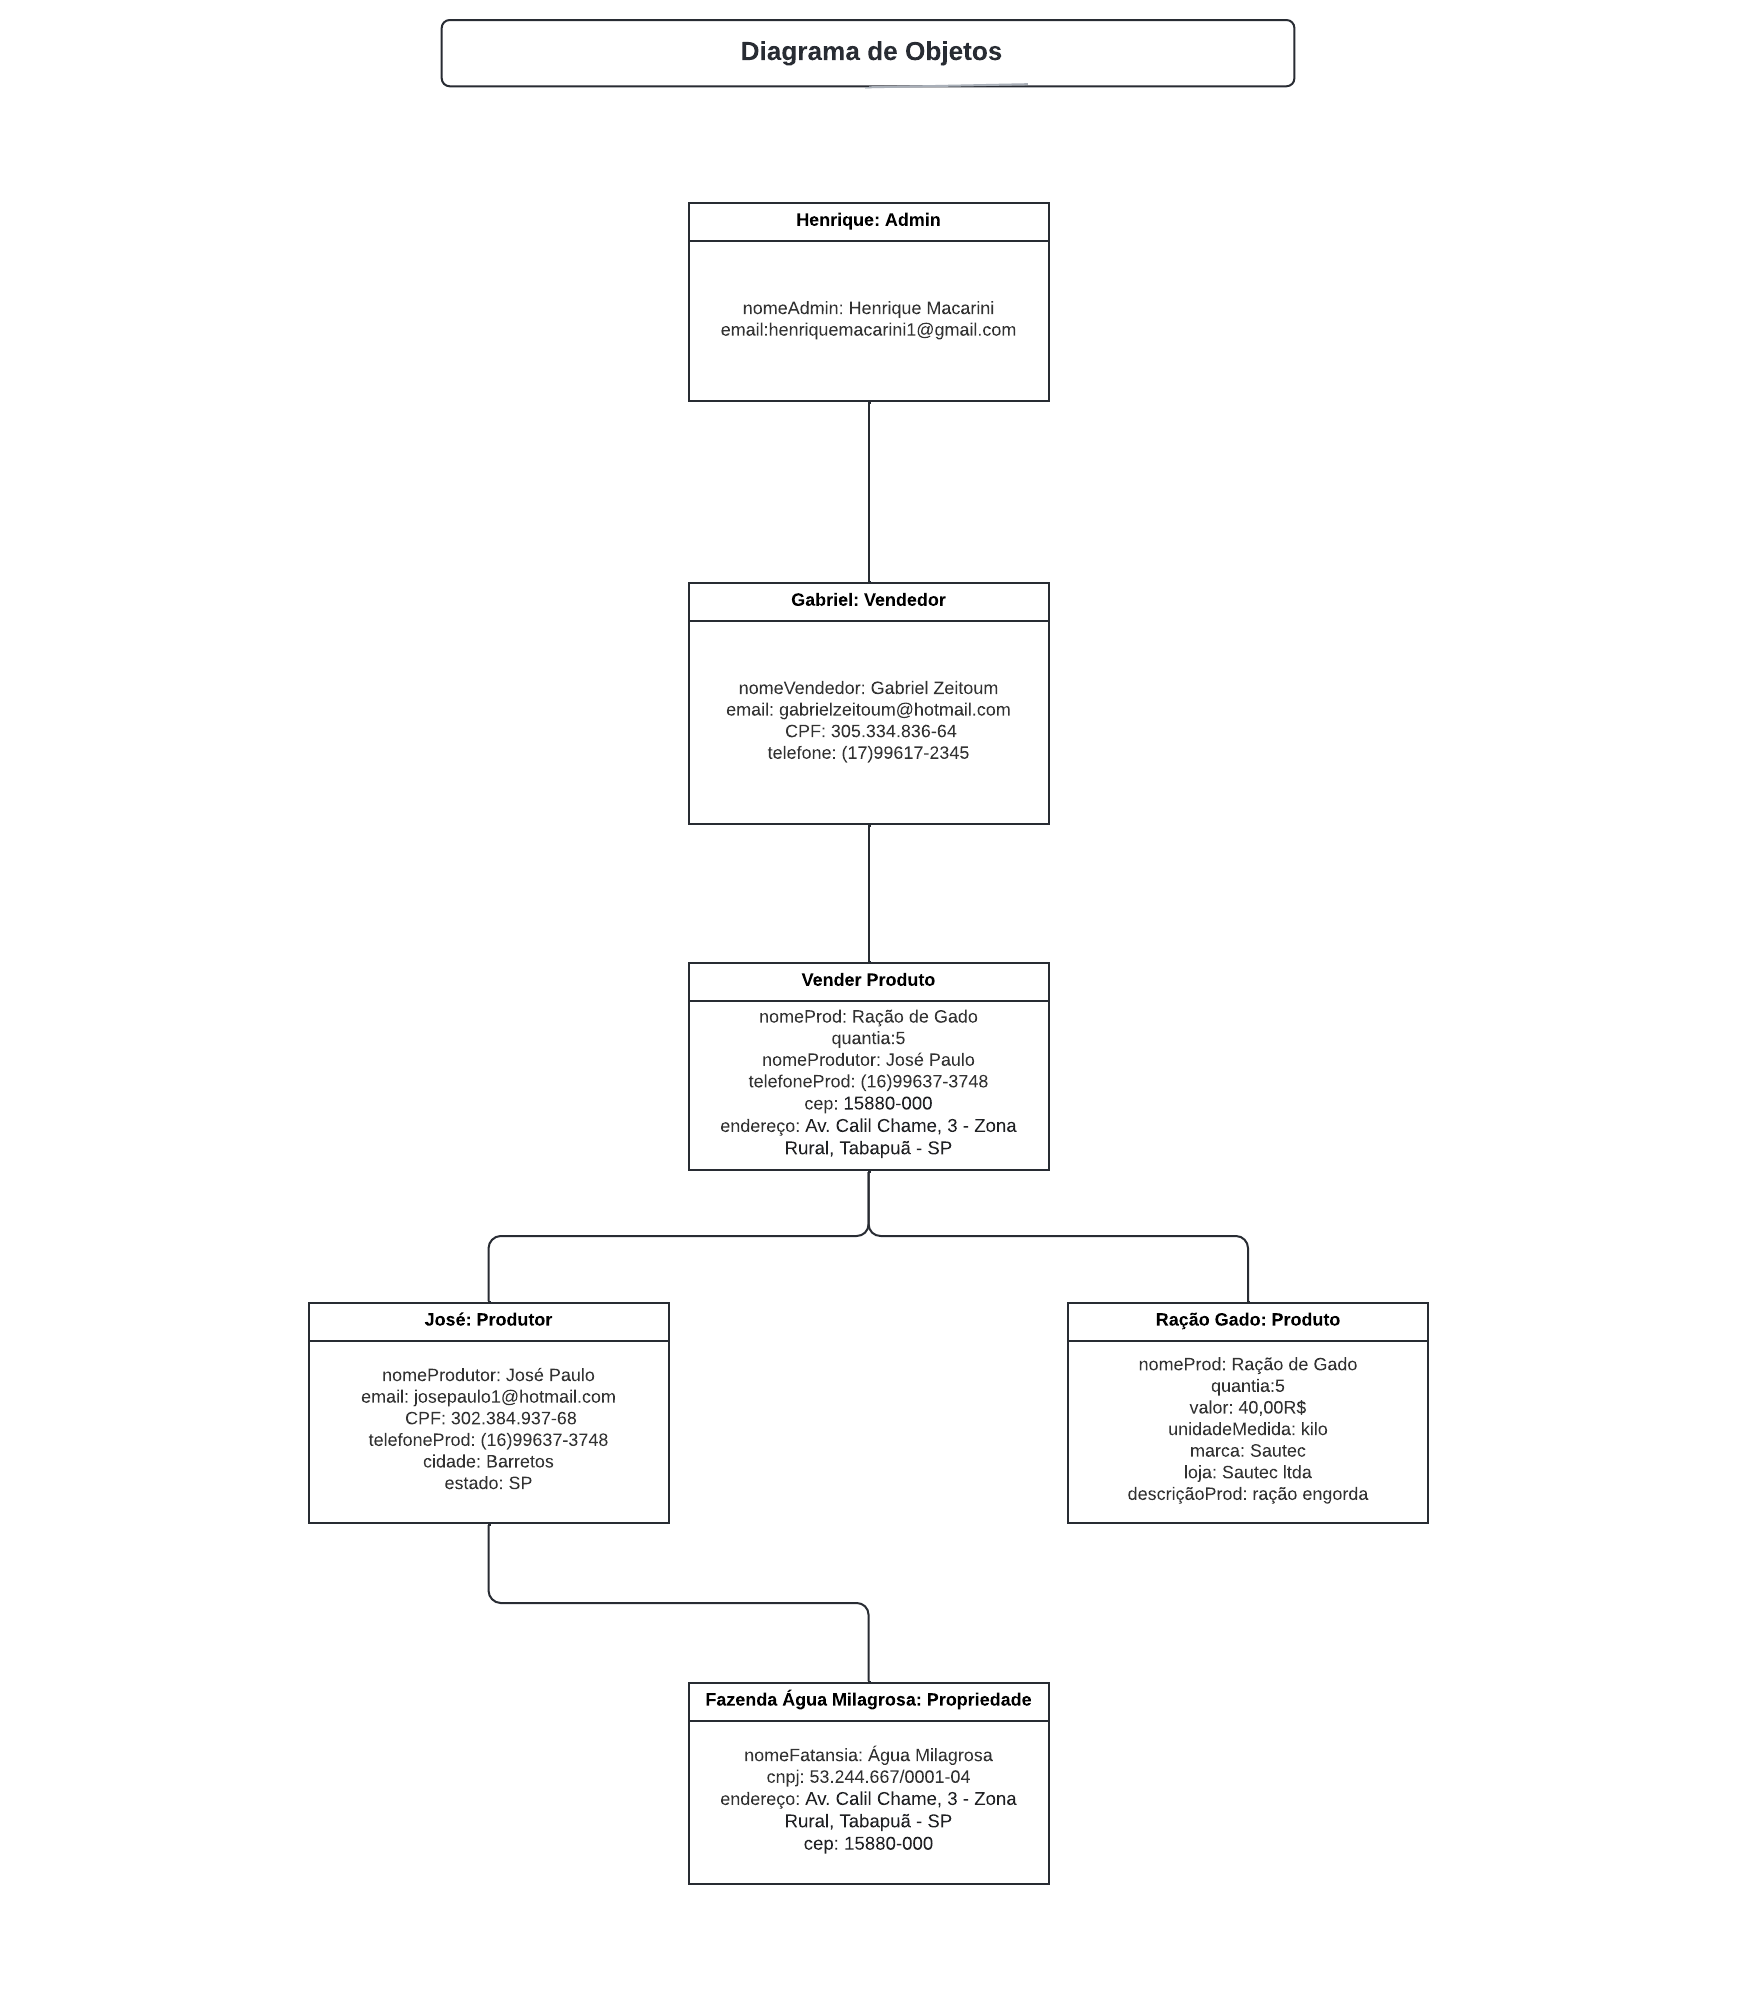 Diagrama de Objetos
Henrique: Admin
nomeAdmin: Henrique Macarini
email:henriquemacarini1@gmail.com
Gabriel: Vendedor
nomeVendedor: Gabriel Zeitoum
email: gabrielzeitoum@hotmail.com
CPF: 305.334.836-64
telefone: (17)99617-2345
Vender Produto
nomeProd: Ração de Gado
quantia:5
nomeProdutor: José Paulo
telefoneProd: (16)99637-3748
cep: 15880-000
endereço: Av. Calil Chame, 3 - Zona
Rural, Tabapuã - SP
José: Produtor
nomeProdutor: José Paulo
email: josepaulo1@hotmail.com
CPF: 302.384.937-68
telefoneProd: (16)99637-3748
cidade: Barretos
estado: SP
Ração Gado: Produto
nomeProd: Ração de Gado
quantia:5
valor: 40,00R$
unidadeMedida: kilo
marca: Sautec
loja: Sautec ltda
descriçãoProd: ração engorda
Fazenda Água Milagrosa: Propriedade
nomeFatansia: Água Milagrosa
cnpj: 53.244.667/0001-04
endereço: Av. Calil Chame, 3 - Zona
Rural, Tabapuã - SP
cep: 15880-000